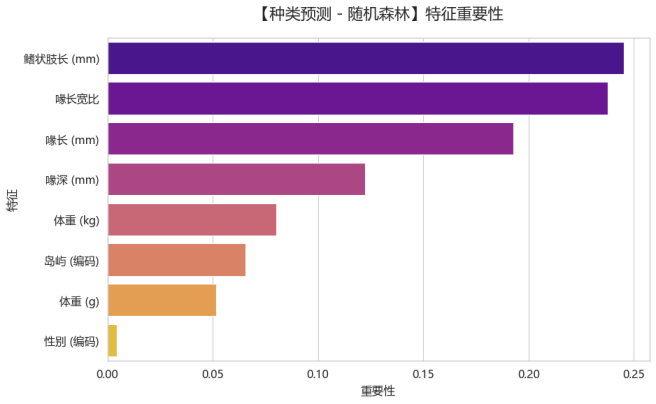 【种类预测 - 随机森林】特征重要性
鳍状肢长 (mm)
喙长宽比
喙长 (mm)
喙深 (mm)
体重 (kg)
岛屿 (编码)
体重 (g)
性别 (编码)
特征
0.00 0.05 0.10 0.15 0.20 0.25
重要性